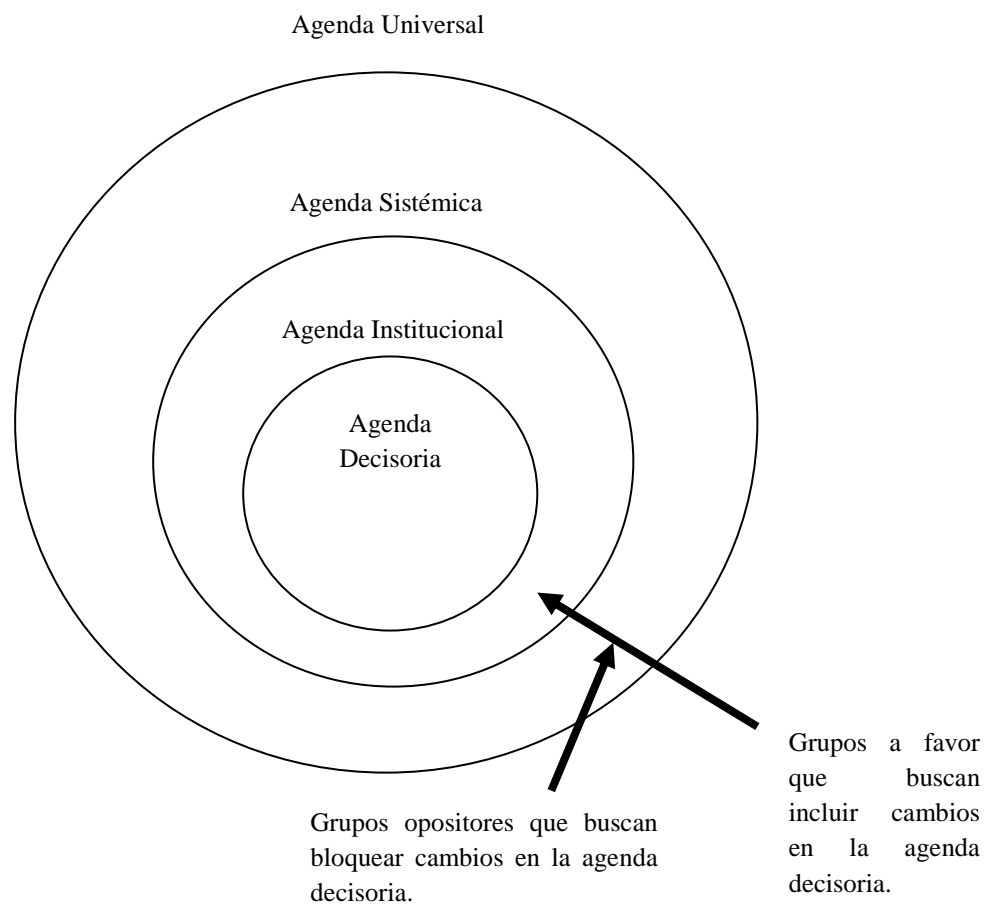 Agenda Universal
Agenda Sistémica
Agenda Institucional
Agenda
Decisoria
Grupos a favor
que buscan
incluir cambios
en la agenda
decisoria.
Grupos opositores que buscan
bloquear cambios en la agenda
decisoria.